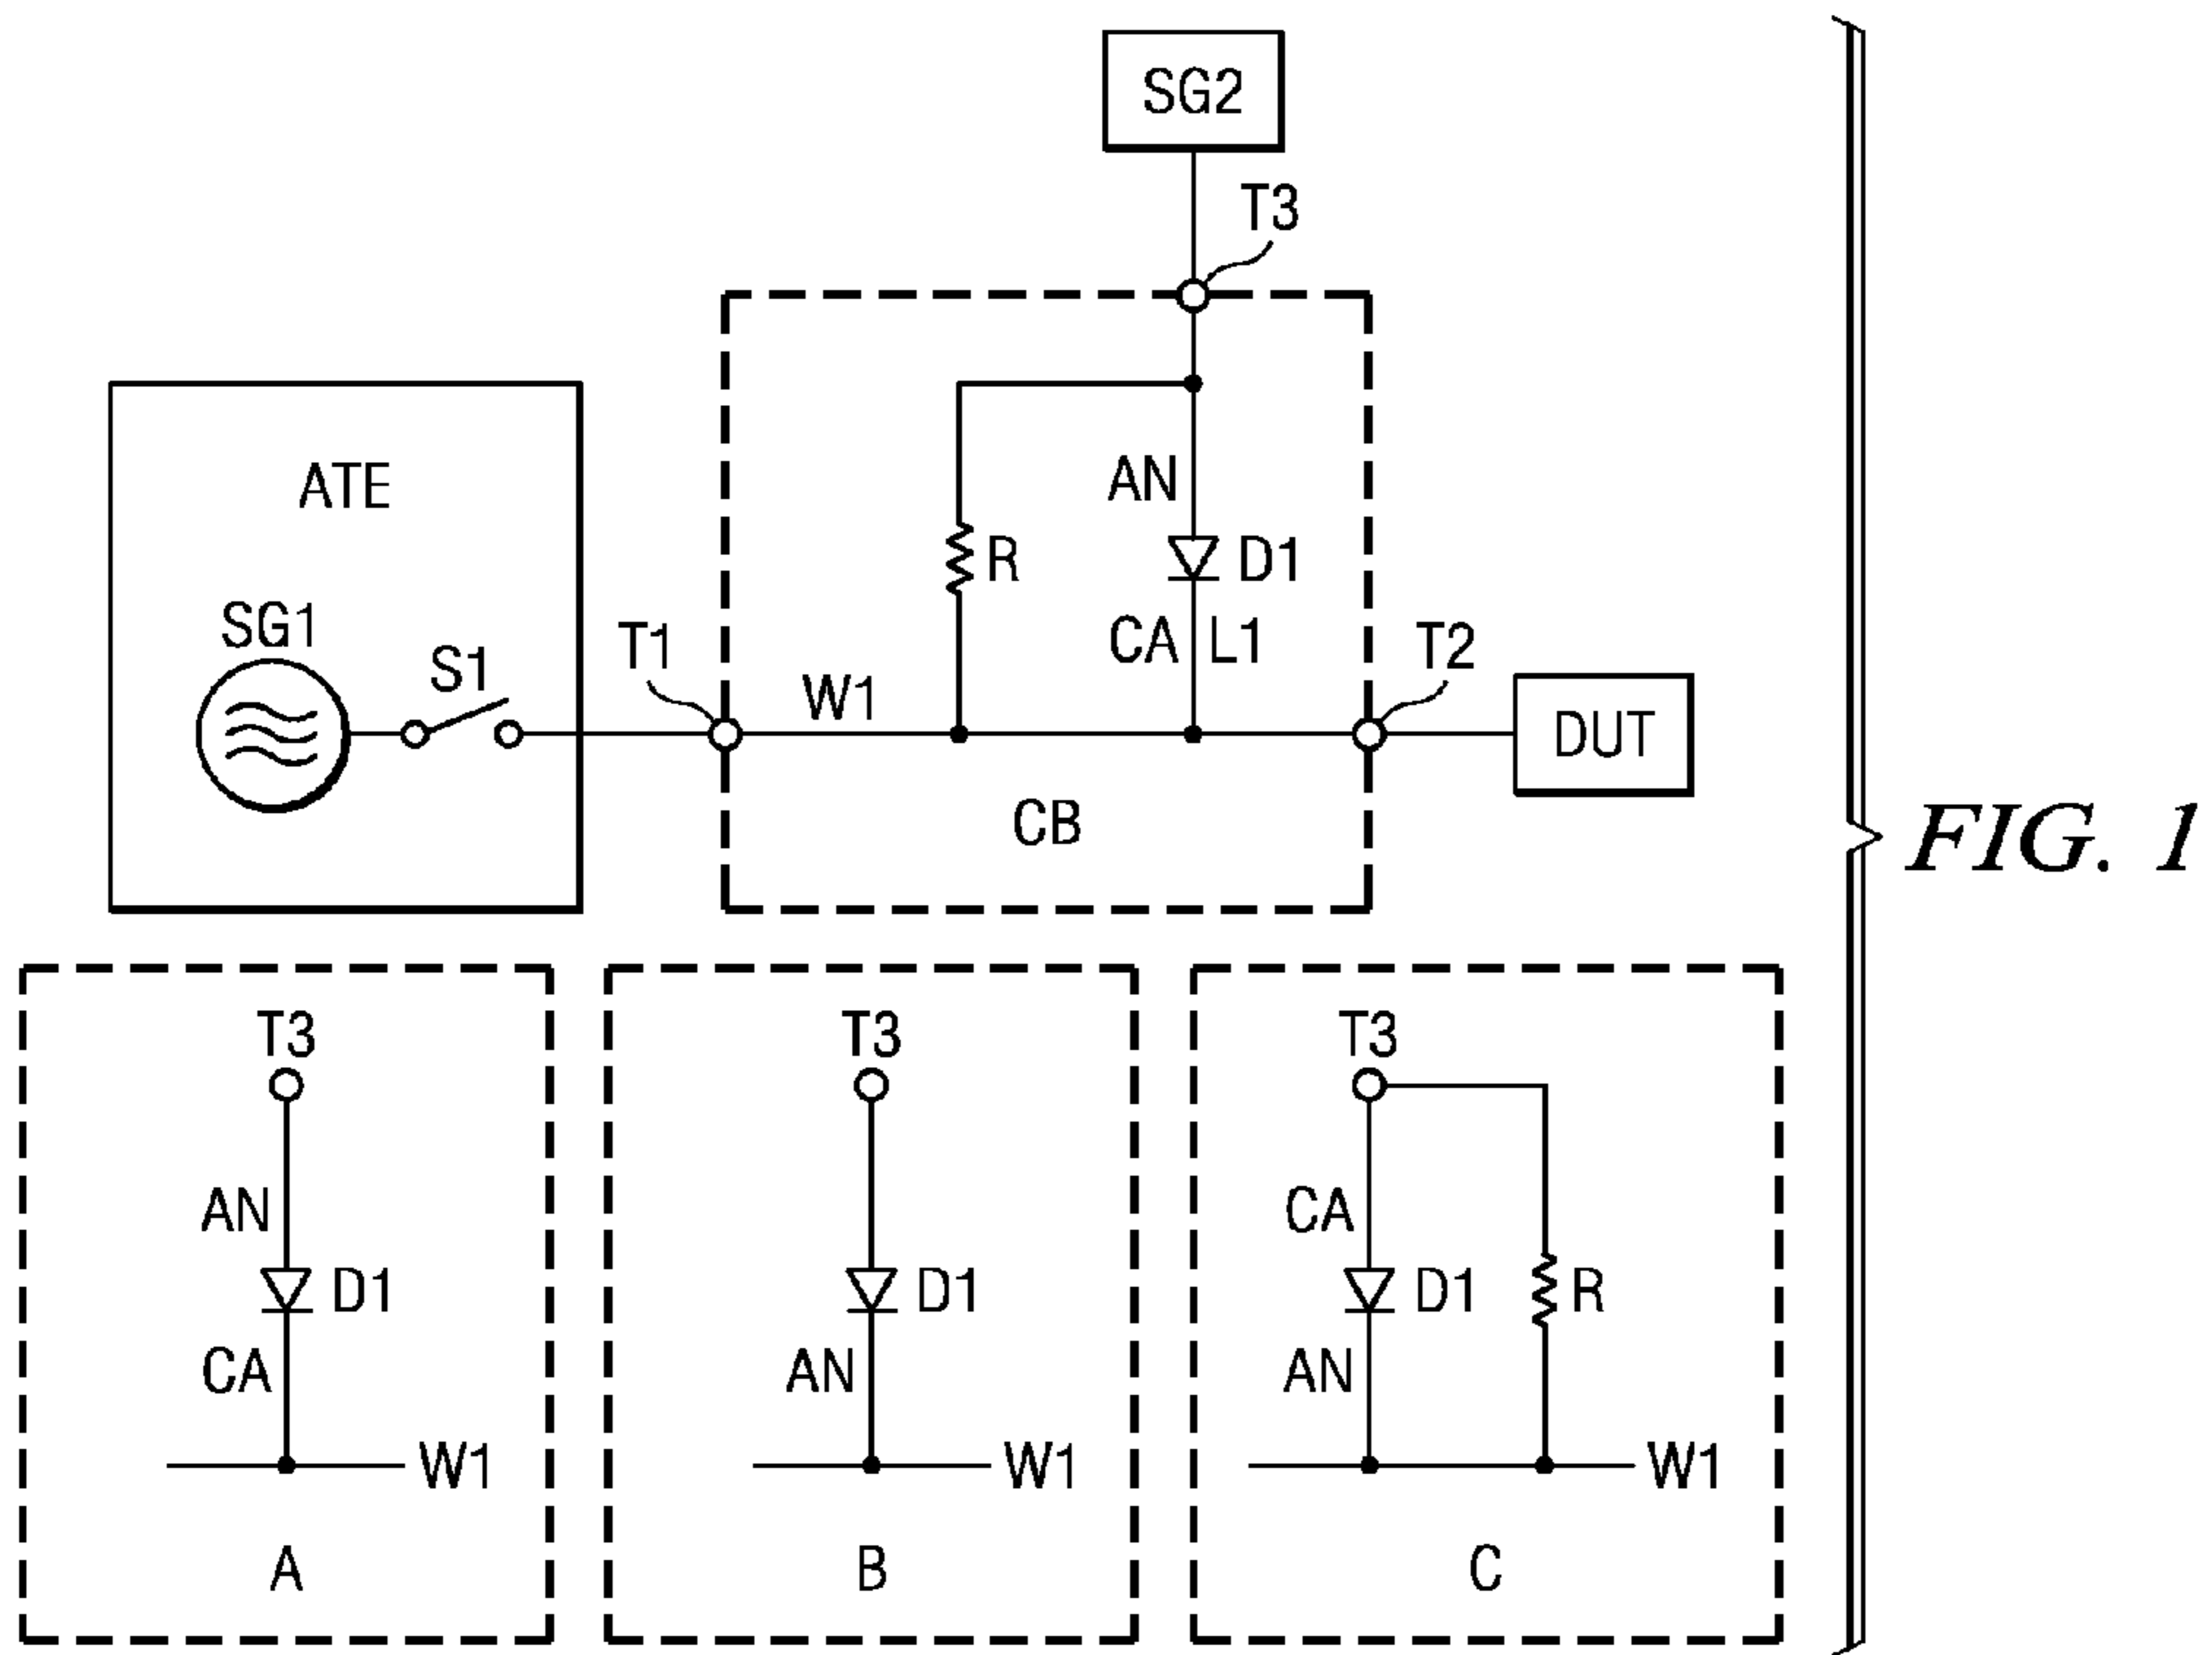 SG2
T3
ATE
AN
R
D1
SG1
S1
T1
CA
L1
T2
W1
DUT
CB
FIG. 1
T3
AN
D1
CA
W1
A
T3
D1
AN
W1
B
T3
CA
D1
R
AN
W1
C